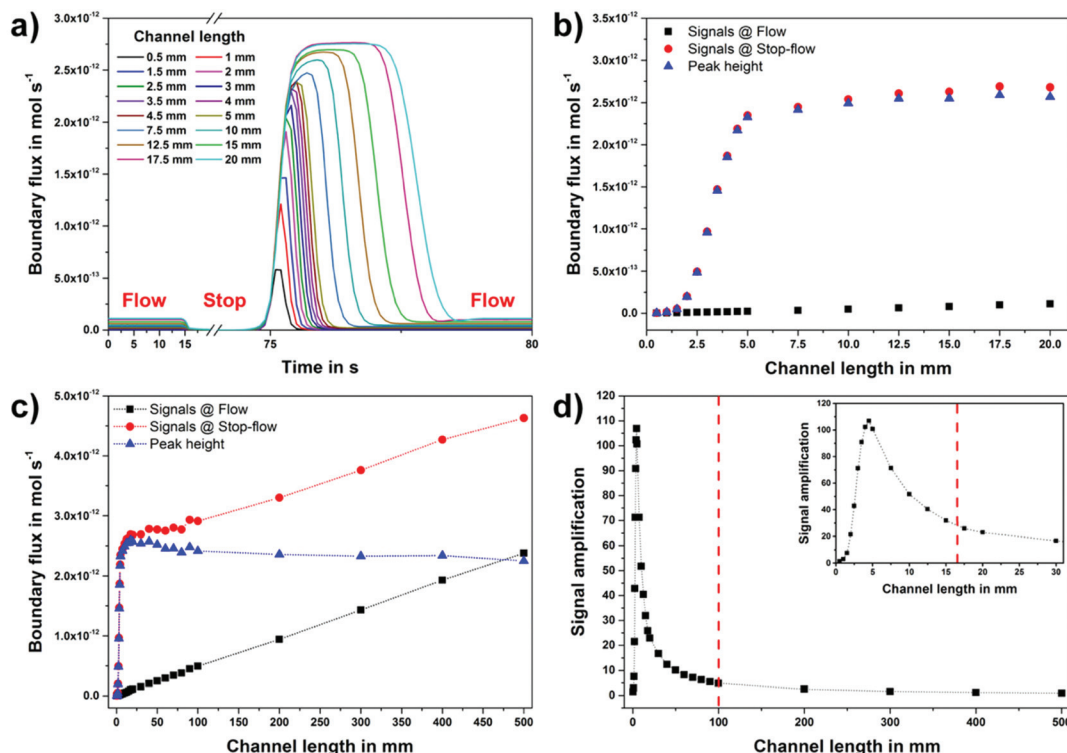 a)
Boundary flux in mol s⁻¹
3.0x10⁻¹²
2.5x10⁻¹²
2.0x10⁻¹²
1.5x10⁻¹²
1.0x10⁻¹²
5.0x10⁻¹³
0.0
Channel length
0.5 mm 1 mm
1.5 mm 2 mm
2.5 mm 3 mm
3.5 mm 4 mm
4.5 mm 5 mm
7.5 mm 10 mm
12.5 mm 15 mm
17.5 mm 20 mm
Flow Stop Flow
0 5 10 15 75 80
Time in s
b)
Boundary flux in mol s⁻¹
3.5x10⁻¹²
3.0x10⁻¹²
2.5x10⁻¹²
2.0x10⁻¹²
1.5x10⁻¹²
1.0x10⁻¹²
5.0x10⁻¹³
0.0
Signals @ Flow
Signals @ Stop-flow
Peak height
0.0 2.5 5.0 7.5 10.0 12.5 15.0 17.5 20.0
Channel length in mm
c)
Boundary flux in mol s⁻¹
5.0x10⁻¹²
4.0x10⁻¹²
3.0x10⁻¹²
2.0x10⁻¹²
1.0x10⁻¹²
0.0
Signals @ Flow
Signals @ Stop-flow
Peak height
0 50 100 150 200 250 300 350 400 450 500
Channel length in mm
d)
Signal amplification
120
110
100
90
80
70
60
50
40
30
20
10
0
0 100 200 300 400 500
Channel length in mm
Signal amplification
120
100
80
60
40
20
0
0 5 10 15 20 25 30
Channel length in mm